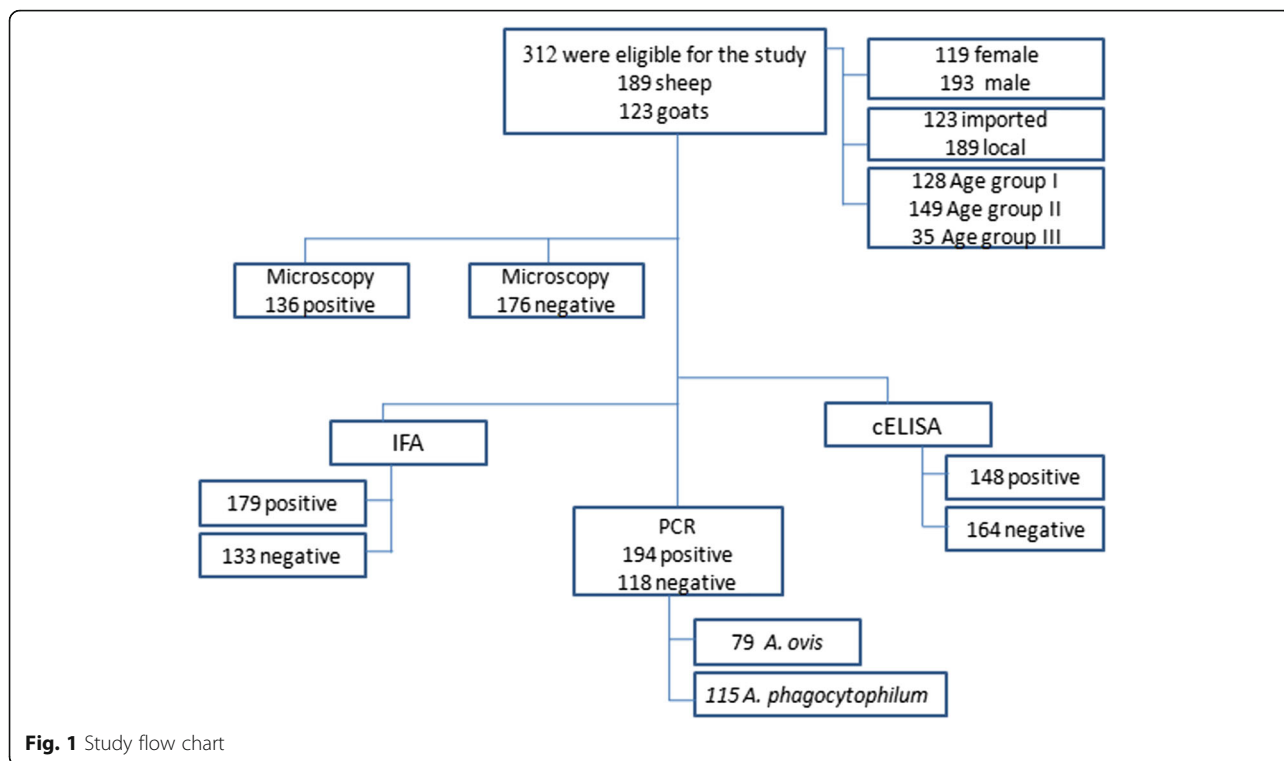 312 were eligible for the study
189 sheep
123 goats
119 female
193 male
123 imported
189 local
128 Age group I
149 Age group II
35 Age group III
Microscopy
136 positive
Microscopy
176 negative
IFA
179 positive
133 negative
cELISA
148 positive
164 negative
PCR
194 positive
118 negative
79 A. ovis
115 A. phagocytophilum
Fig. 1 Study flow chart